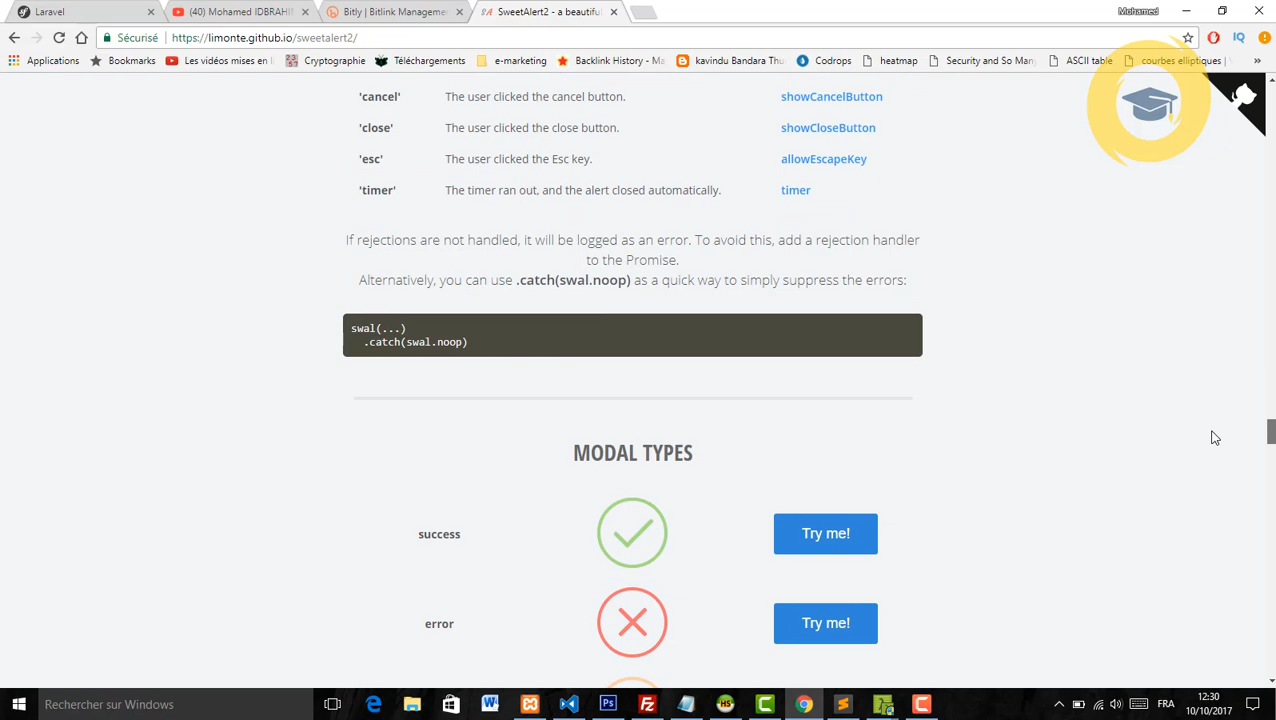 Laravel
(40) Mohamed IDBRAHI
Bitly | Bitlink Manageme
SweetAlert2 - a beautiful
Mohamed
Sécurisé
https://limonte.github.io/sweetalert2/
Applications
Bookmarks
Les vidéos mises en l
Cryptographie
Téléchargements
e-marketing
Backlink History - Ma
kavindu Bandara Thu
Codrops
heatmap
Security and So Man
ASCII table
courbes elliptiques
'cancel' The user clicked the cancel button. showCancelButton
'close' The user clicked the close button. showCloseButton
'esc' The user clicked the Esc key. allowEscapeKey
'timer' The timer ran out, and the alert closed automatically. timer
If rejections are not handled, it will be logged as an error. To avoid this, add a rejection handler
to the Promise.
Alternatively, you can use .catch(swal.noop) as a quick way to simply suppress the errors:
swal(...)
.catch(swal.noop)
MODAL TYPES
success Try me!
error Try me!
Rechercher sur Windows
FRA
12:30
10/10/2017